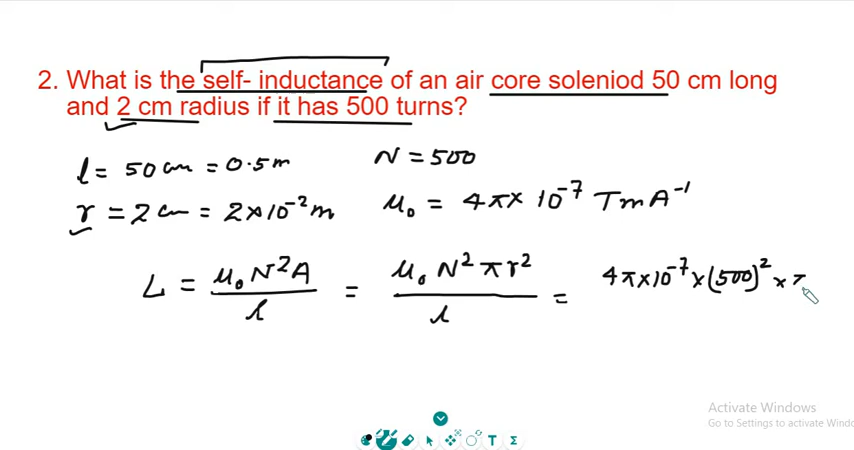 2. What is the self- inductance of an air core soleniod 50 cm long
and 2 cm radius if it has 500 turns?
l = 50 cm = 0.5 m N = 500
r = 2 cm = 2×10⁻² m μ₀ = 4π× 10⁻⁷ TmA⁻¹
L = μ₀N²A/l = μ₀N²πr²/l = 4π×10⁻⁷×(500)²×
Activate Windows
Go to Settings to activate Windo
T Σ